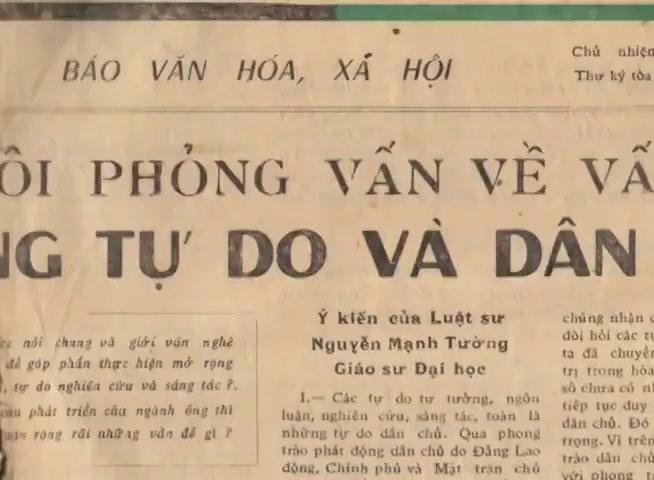 BÁO VĂN HÓA, XÃ HỘI
Chủ nhiệm
Thư ký tòa
ÔI PHỎNG VẤN VỀ VẤ
NG TỰ DO VÀ DÂN
nói chung và giới văn nghệ
để góp phần thực hiện mở rộng
tự do nghiên cứu và sáng tác ?.
phát triển của ngành ông thì
rộng rãi những vấn đề gì ?
Ý kiến của Luật sư
Nguyễn Mạnh Tường
Giáo sư Đại học
I.— Các tự do tư tưởng, ngôn
luận, nghiên cứu, sáng tác, toàn là
những tự do dân chủ. Qua phong
trào phát động dân chủ do Đảng Lao
động, Chính phủ và Mặt trận chủ
chúng nhận
đòi hỏi các
ta đã chuyển
trị trong hòa
số chưa có
tiếp tục duy
dân chủ. Đó
trọng. Vì trên
trào dân chủ
với phong